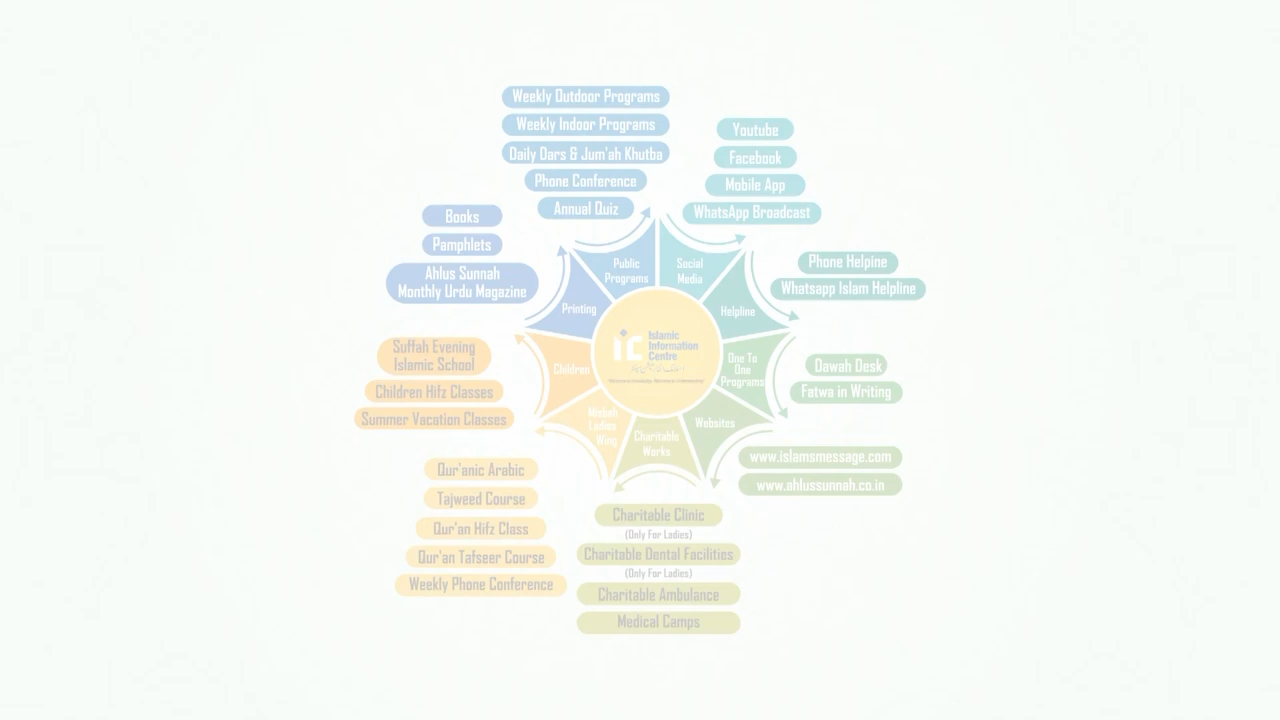 Weekly Outdoor Programs
Weekly Indoor Programs
Daily Dars & Jum'ah Khutba
Phone Conference
Annual Quiz
Youtube
Facebook
Mobile App
WhatsApp Broadcast
Books
Pamphlets
Ahlus Sunnah
Monthly Urdu Magazine
Phone Helpine
Whatsapp Islam Helpline
Public
Programs
Social
Media
Printing
Helpline
Islamic
Information
Centre
Children
One To
One
Programs
Suffah Evening
Islamic School
Children Hifz Classes
Summer Vacation Classes
Dawah Desk
Fatwa in Writing
Misbah
Ladies
Wing
Charitable
Works
Websites
www.islamsmessage.com
www.ahlussunnah.co.in
Qur'anic Arabic
Tajweed Course
Qur'an Hifz Class
Qur'an Tafseer Course
Weekly Phone Conference
Charitable Clinic
(Only For Ladies)
Charitable Dental Facilities
(Only For Ladies)
Charitable Ambulance
Medical Camps